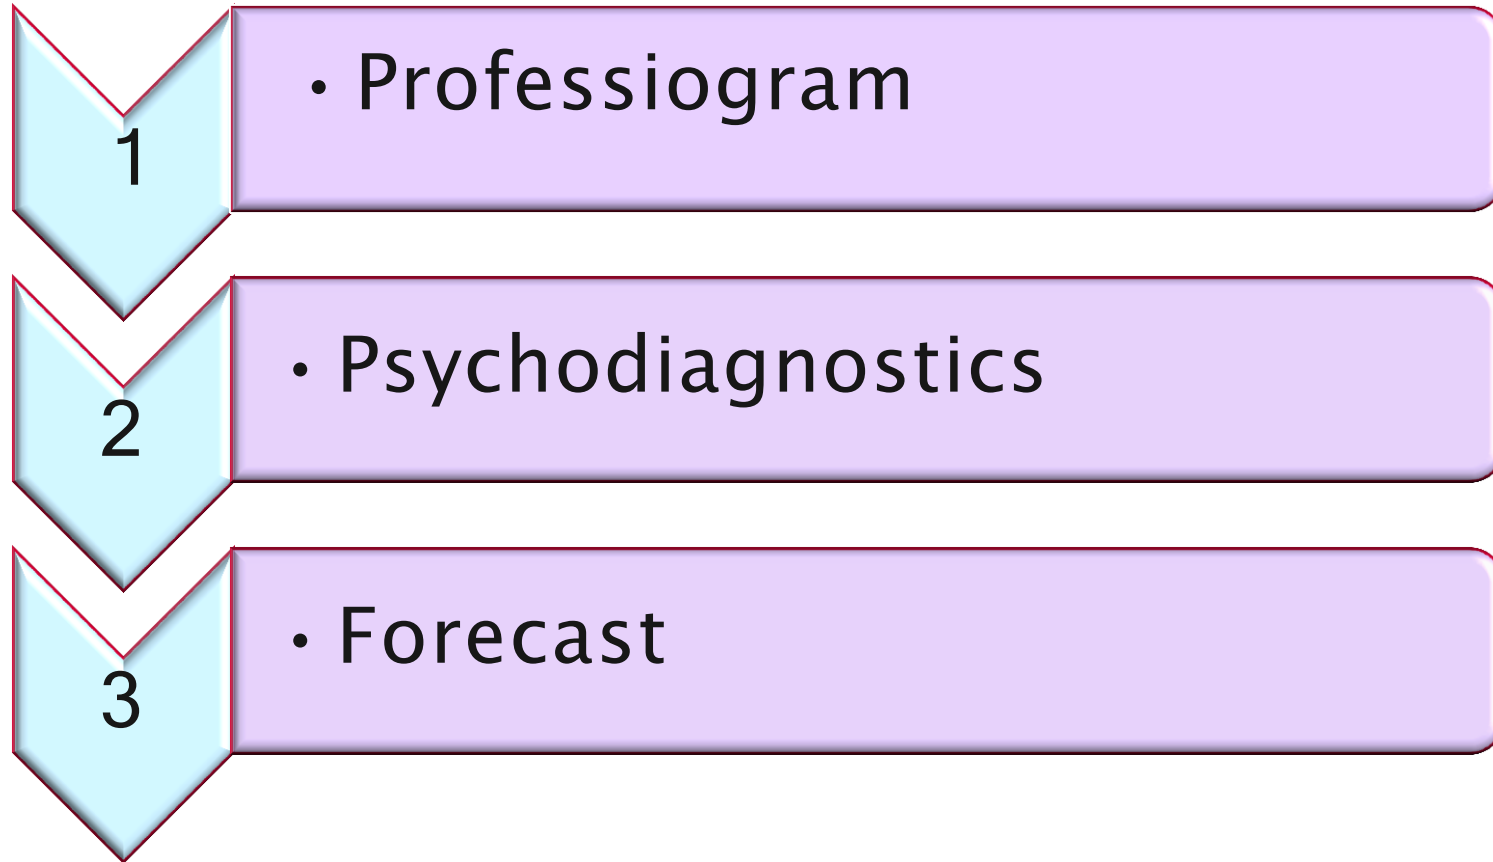 1
• Professiogram
2
• Psychodiagnostics
3
• Forecast